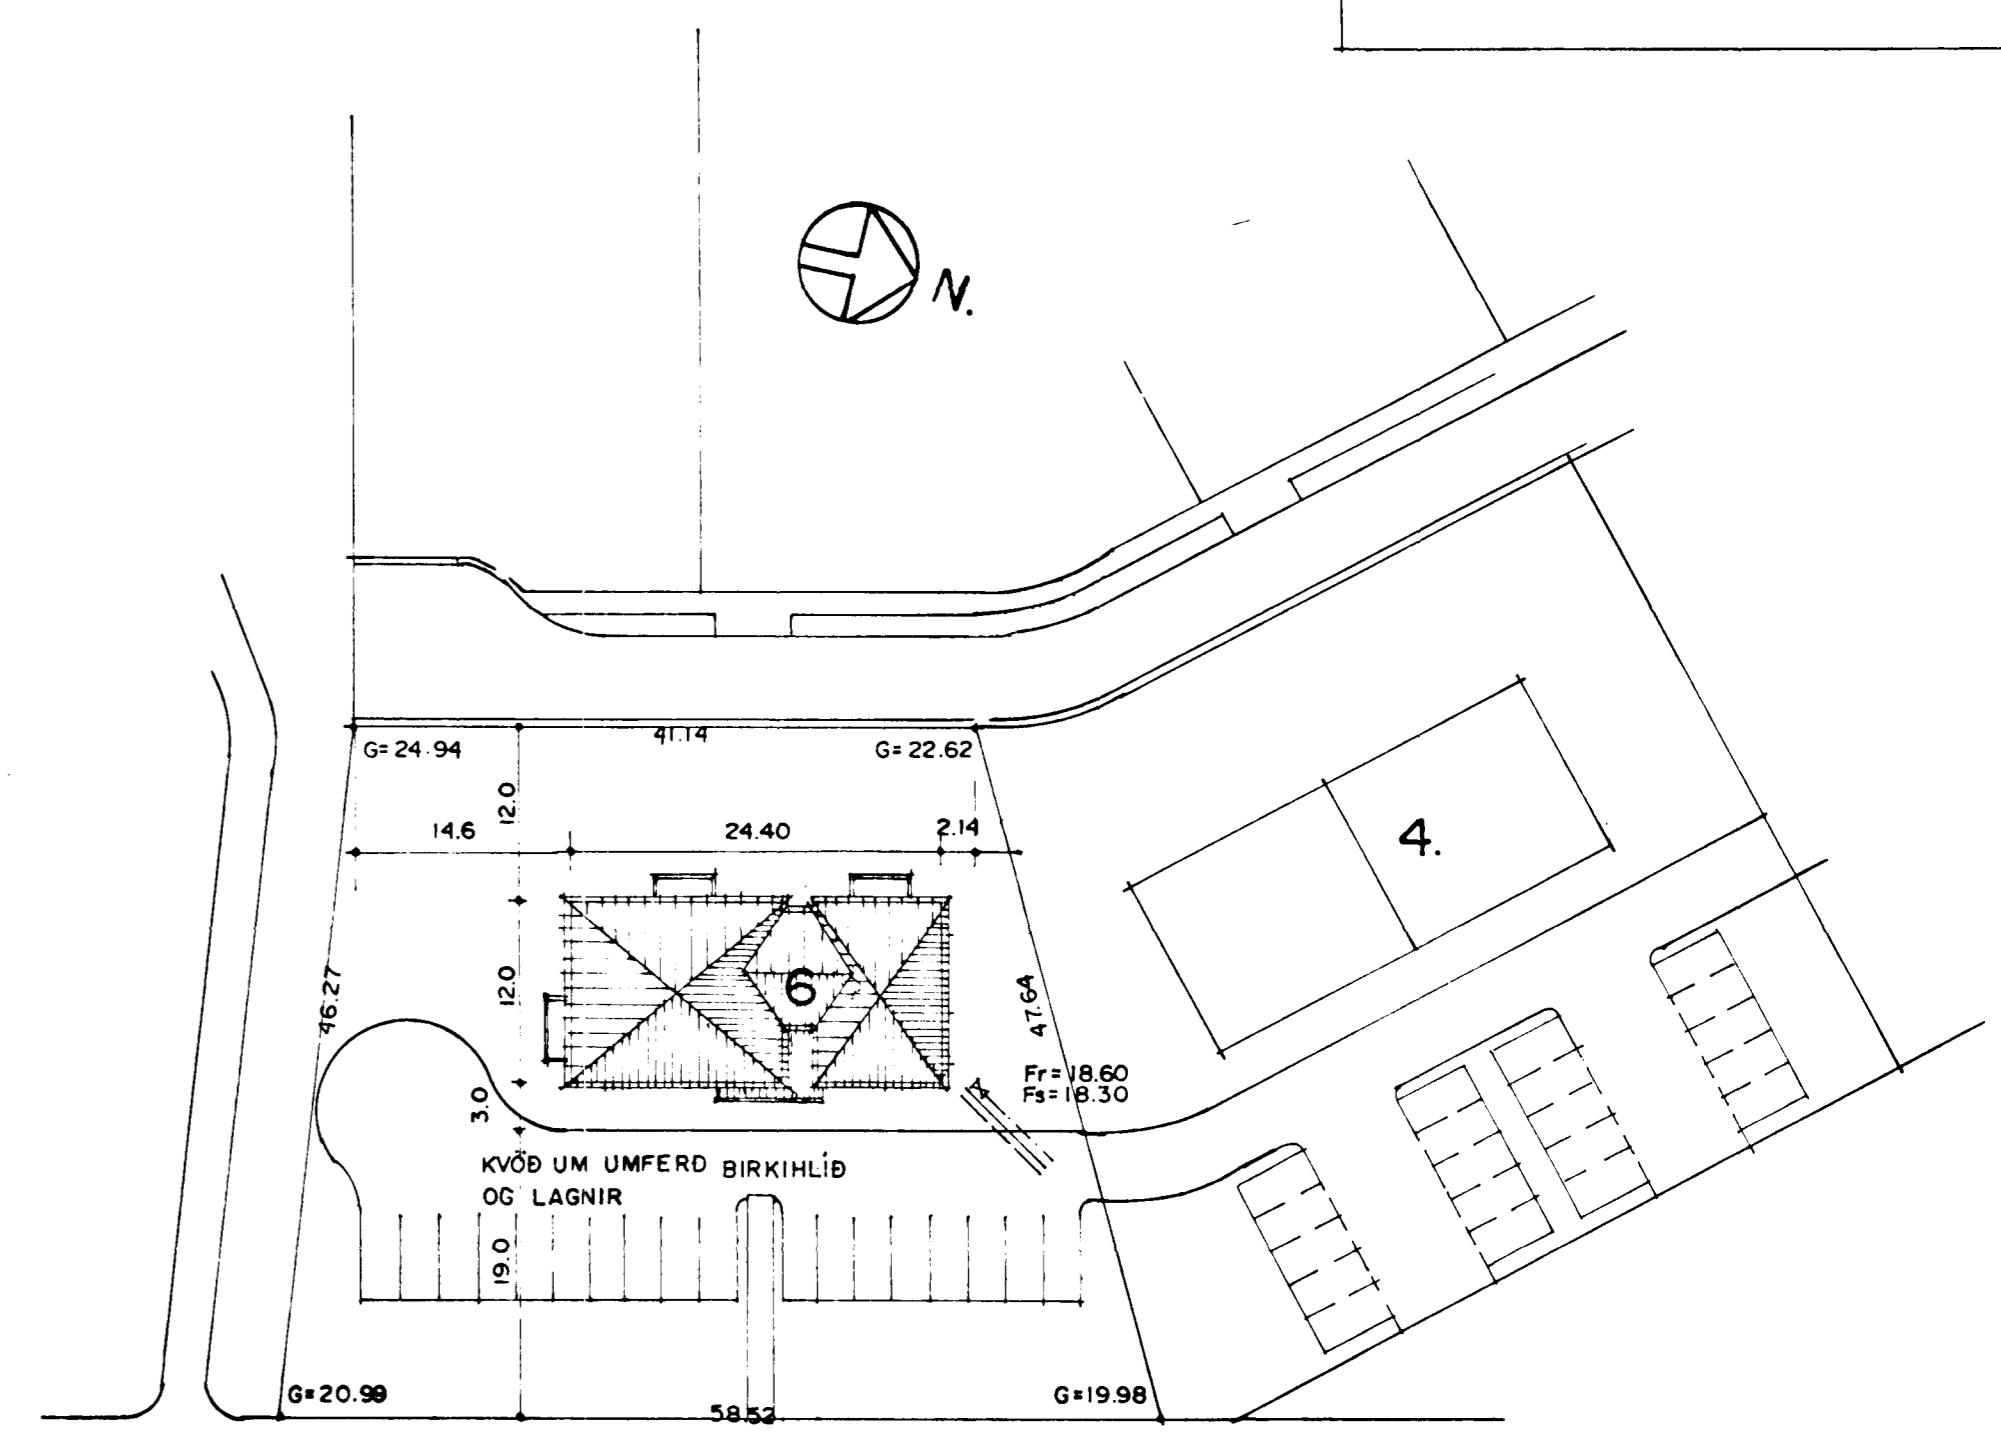 N.
41.14
G= 24.94
G= 22.62
12.0
14.6
24.40
2.14
4.
6
12.0
46.27
47.64
Fr= 18.60
Fs= 18.30
3.0
KVÖÐ UM UMFERÐ BIRKIHLÍÐ
OG LAGNIR
19.0
G=20.99
G=19.98
58.52